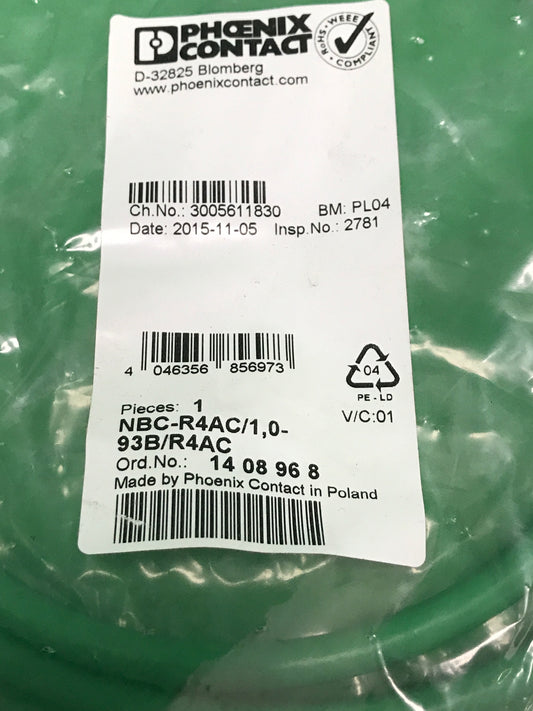 PHŒNIX
CONTACT
RoHS · WEEE · COMPLIANT
D-32825 Blomberg
www.phoenixcontact.com
Ch.No.: 3005611830 BM: PL04
Date: 2015-11-05 Insp.No.: 2781
4 046356 856973
04
PE-LD
Pieces: 1 V/C:01
NBC-R4AC/1,0-
93B/R4AC
Ord.No.: 14 08 96 8
Made by Phoenix Contact in Poland